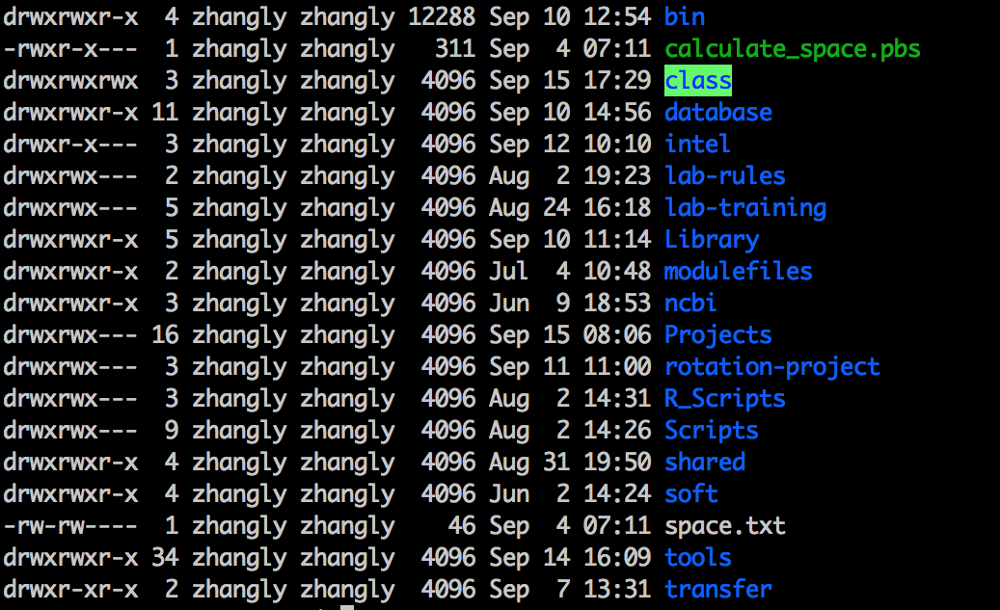 drwxrwxr-x  4 zhangly zhangly 12288 Sep 10 12:54 bin
-rwxr-x---  1 zhangly zhangly   311 Sep  4 07:11 calculate_space.pbs
drwxrwxrwx  3 zhangly zhangly  4096 Sep 15 17:29 class
drwxrwxr-x 11 zhangly zhangly  4096 Sep 10 14:56 database
drwxr-x---  3 zhangly zhangly  4096 Sep 12 10:10 intel
drwxrwx---  2 zhangly zhangly  4096 Aug  2 19:23 lab-rules
drwxrwx---  5 zhangly zhangly  4096 Aug 24 16:18 lab-training
drwxrwxr-x  5 zhangly zhangly  4096 Sep 10 11:14 Library
drwxrwxr-x  2 zhangly zhangly  4096 Jul  4 10:48 modulefiles
drwxrwxr-x  3 zhangly zhangly  4096 Jun  9 18:53 ncbi
drwxrwx--- 16 zhangly zhangly  4096 Sep 15 08:06 Projects
drwxrwx---  3 zhangly zhangly  4096 Sep 11 11:00 rotation-project
drwxrwx---  3 zhangly zhangly  4096 Aug  2 14:31 R_Scripts
drwxrwx---  9 zhangly zhangly  4096 Aug  2 14:26 Scripts
drwxrwxr-x  4 zhangly zhangly  4096 Aug 31 19:50 shared
drwxrwxr-x  4 zhangly zhangly  4096 Jun  2 14:24 soft
-rw-rw----  1 zhangly zhangly    46 Sep  4 07:11 space.txt
drwxrwxr-x 34 zhangly zhangly  4096 Sep 14 16:09 tools
drwxr-xr-x  2 zhangly zhangly  4096 Sep  7 13:31 transfer